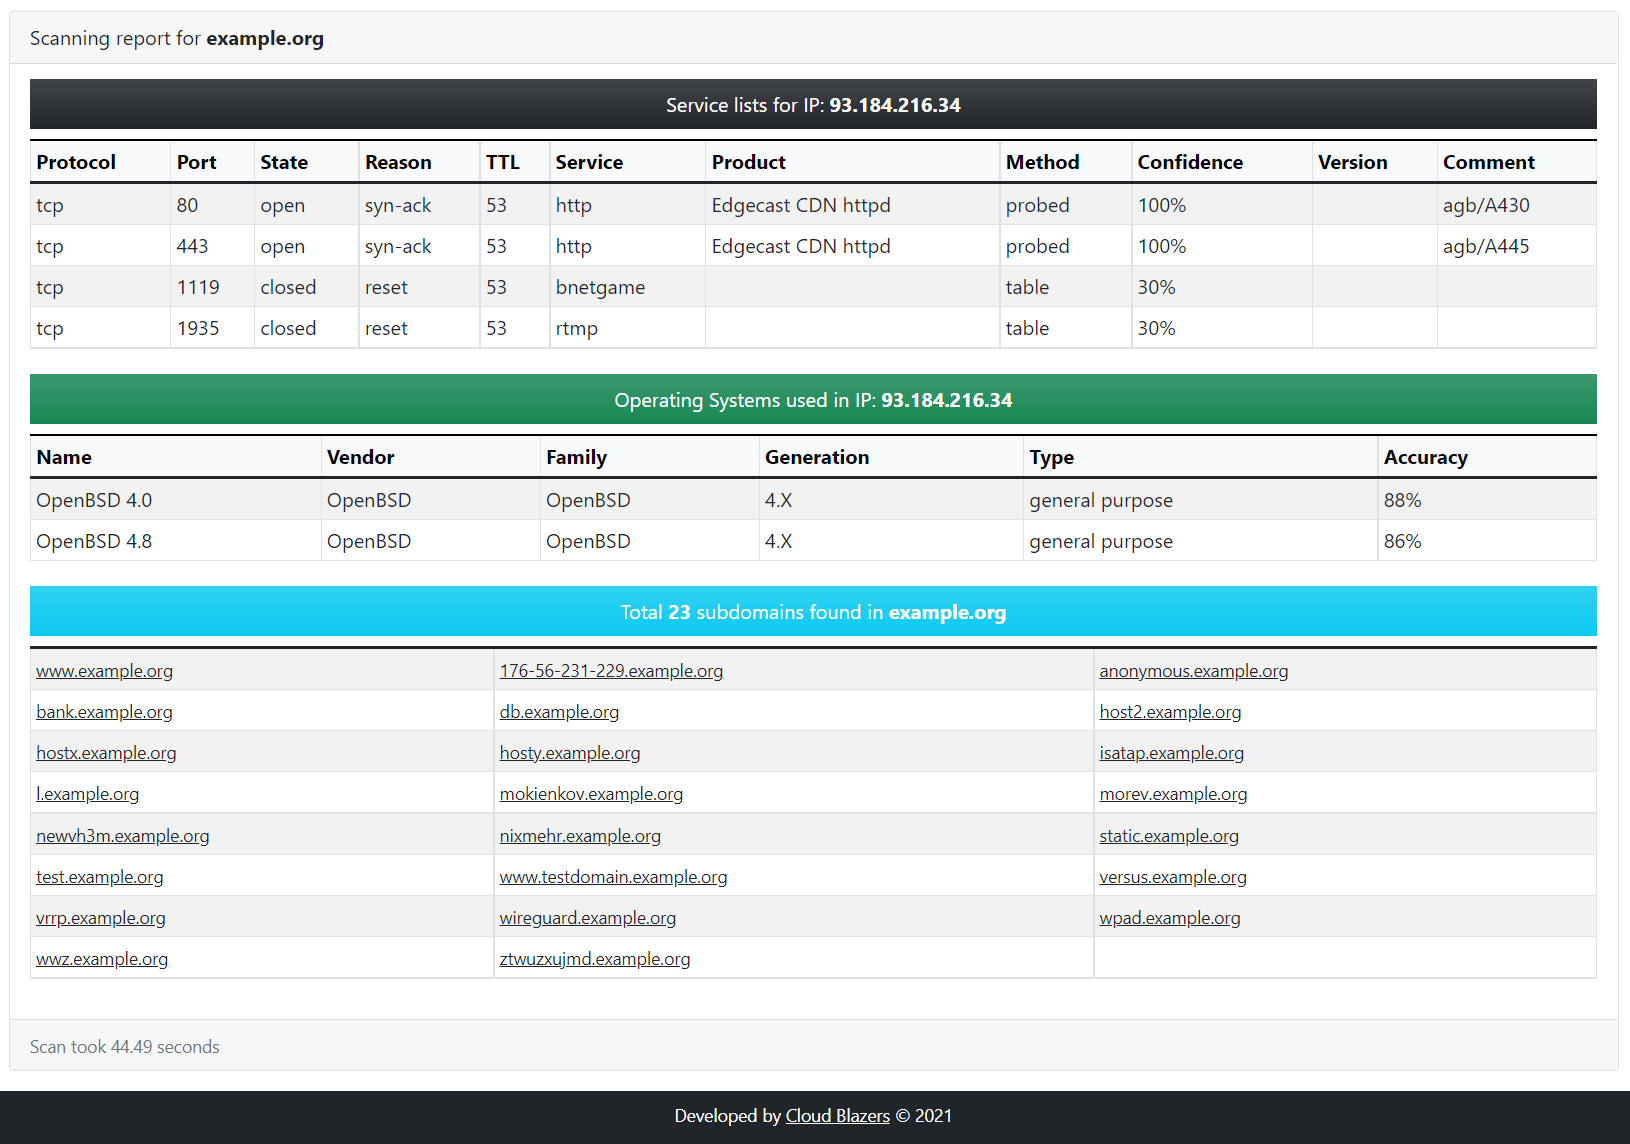 Scanning report for example.org
Service lists for IP: 93.184.216.34
Protocol Port State Reason TTL Service Product Method Confidence Version Comment
tcp 80 open syn-ack 53 http Edgecast CDN httpd probed 100% agb/A430
tcp 443 open syn-ack 53 http Edgecast CDN httpd probed 100% agb/A445
tcp 1119 closed reset 53 bnetgame table 30%
tcp 1935 closed reset 53 rtmp table 30%
Operating Systems used in IP: 93.184.216.34
Name Vendor Family Generation Type Accuracy
OpenBSD 4.0 OpenBSD OpenBSD 4.X general purpose 88%
OpenBSD 4.8 OpenBSD OpenBSD 4.X general purpose 86%
Total 23 subdomains found in example.org
www.example.org 176-56-231-229.example.org anonymous.example.org
bank.example.org db.example.org host2.example.org
hostx.example.org hosty.example.org isatap.example.org
l.example.org mokienkov.example.org morev.example.org
newvh3m.example.org nixmehr.example.org static.example.org
test.example.org www.testdomain.example.org versus.example.org
vrrp.example.org wireguard.example.org wpad.example.org
wwz.example.org ztwuzxujmd.example.org
Scan took 44.49 seconds
Developed by Cloud Blazers © 2021